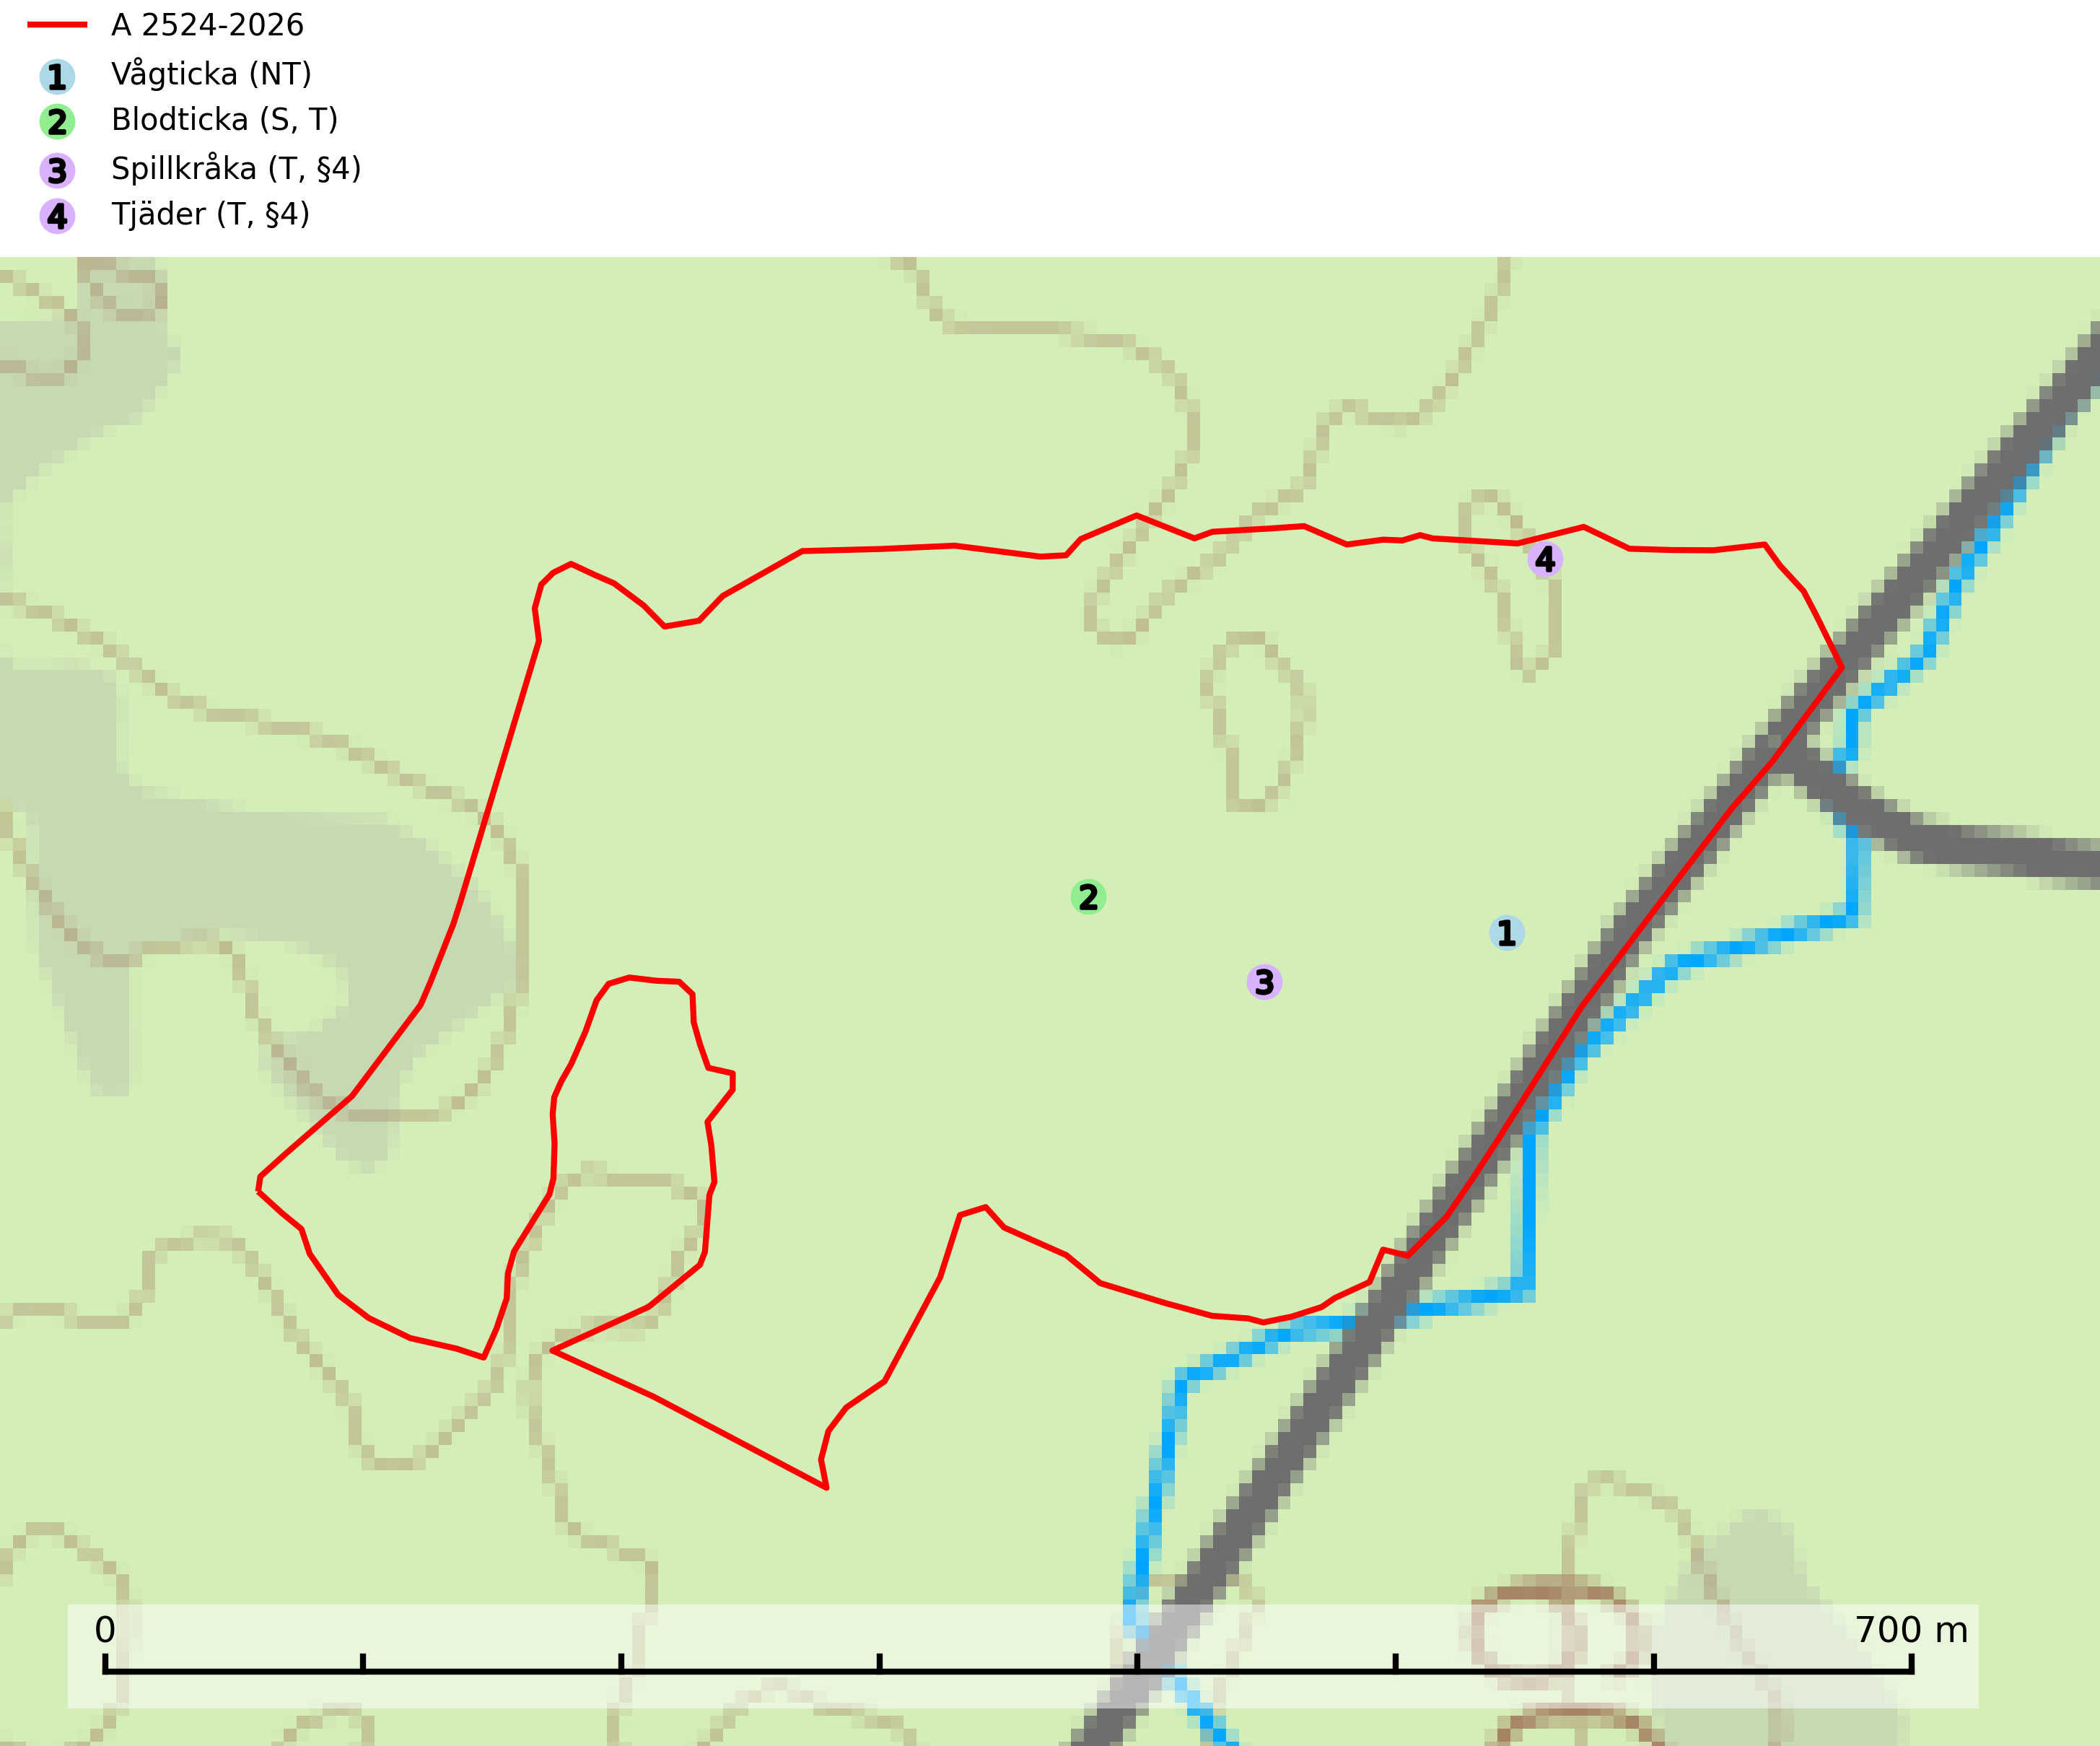 A 2524-2026
1 Vågticka (NT)
2 Blodticka (S, T)
3 Spillkråka (T, §4)
4 Tjäder (T, §4)
4
2
1
3
0 700 m